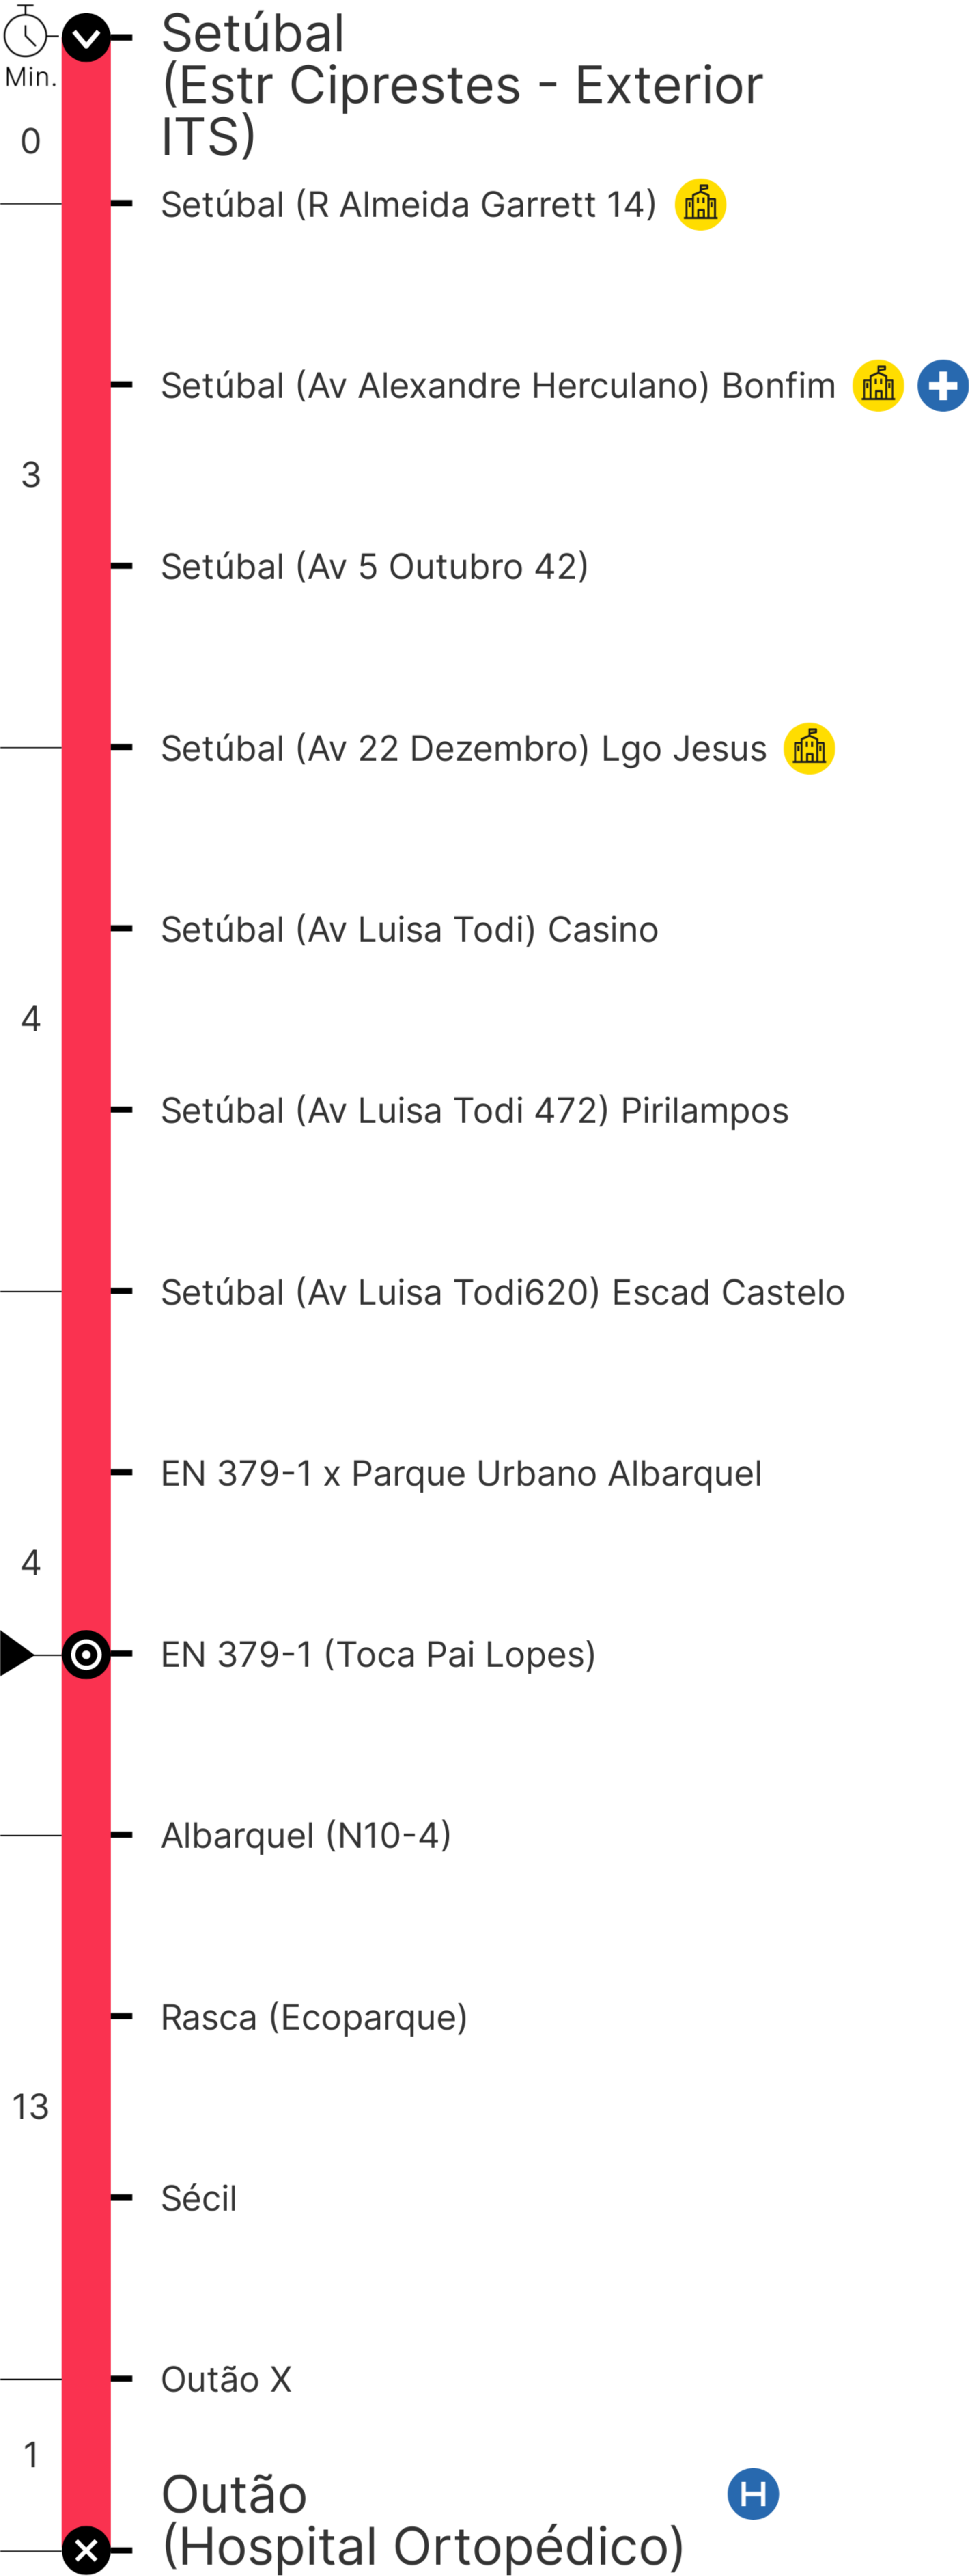 Setúbal
(Estr Ciprestes - Exterior
ITS)
Min.
0
Setúbal (R Almeida Garrett 14)
Setúbal (Av Alexandre Herculano) Bonfim
3
Setúbal (Av 5 Outubro 42)
Setúbal (Av 22 Dezembro) Lgo Jesus
Setúbal (Av Luisa Todi) Casino
4
Setúbal (Av Luisa Todi 472) Pirilampos
Setúbal (Av Luisa Todi620) Escad Castelo
EN 379-1 x Parque Urbano Albarquel
4
EN 379-1 (Toca Pai Lopes)
Albarquel (N10-4)
Rasca (Ecoparque)
13
Sécil
Outão X
1
Outão
H
(Hospital Ortopédico)